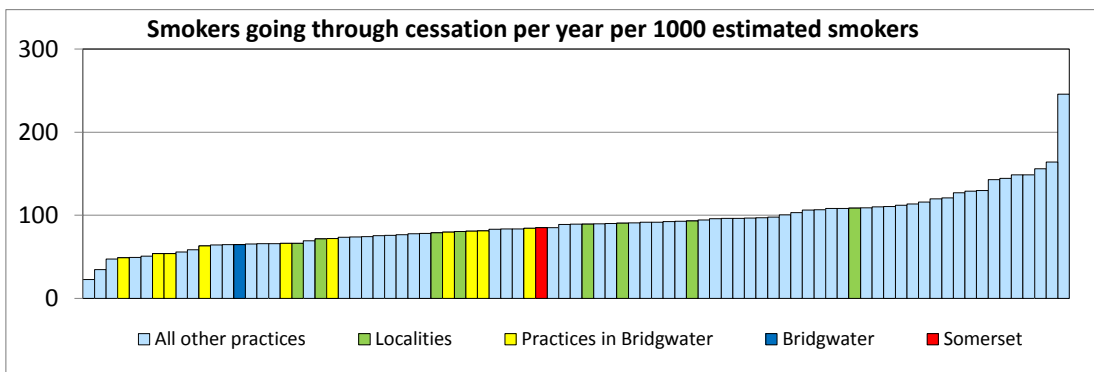 Smokers going through cessation per year per 1000 estimated smokers
300
200
100
0
All other practices Localities Practices in Bridgwater Bridgwater Somerset